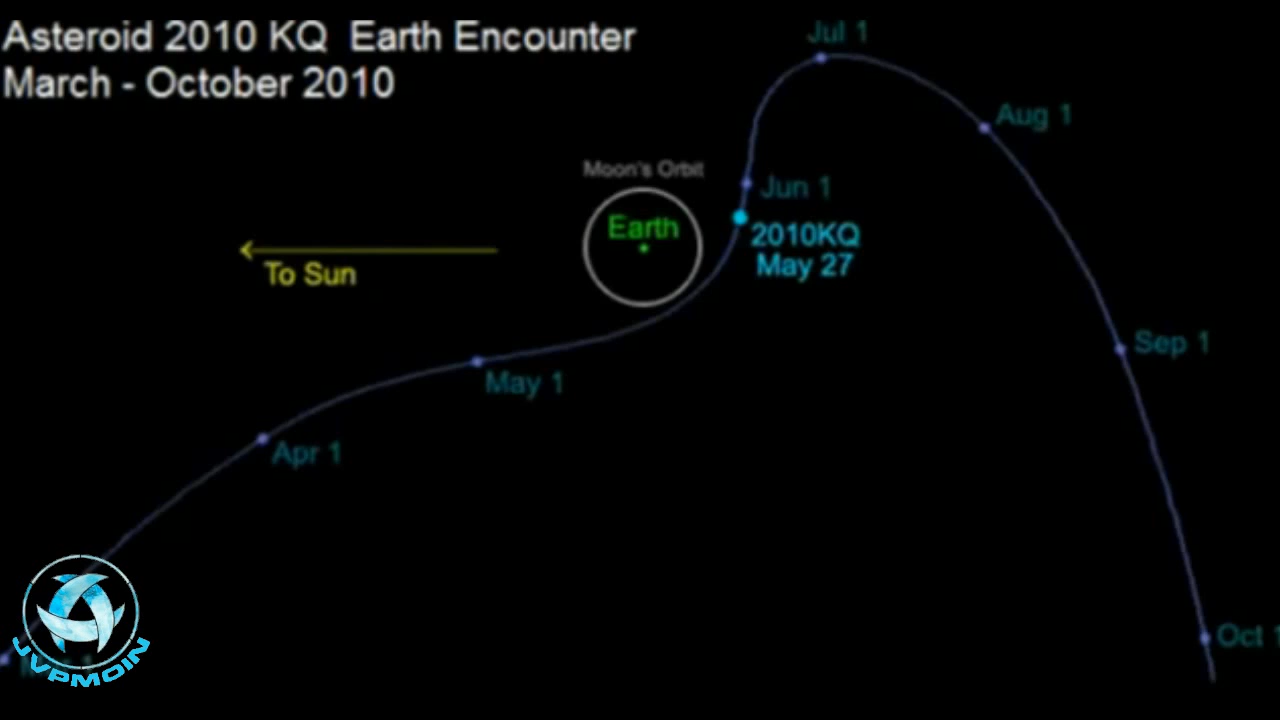 Asteroid 2010 KQ Earth Encounter
March - October 2010
Jul 1
Aug 1
Moon's Orbit
Jun 1
Earth
2010KQ
May 27
To Sun
Sep 1
May 1
Apr 1
Oct 1
JVPMOIN